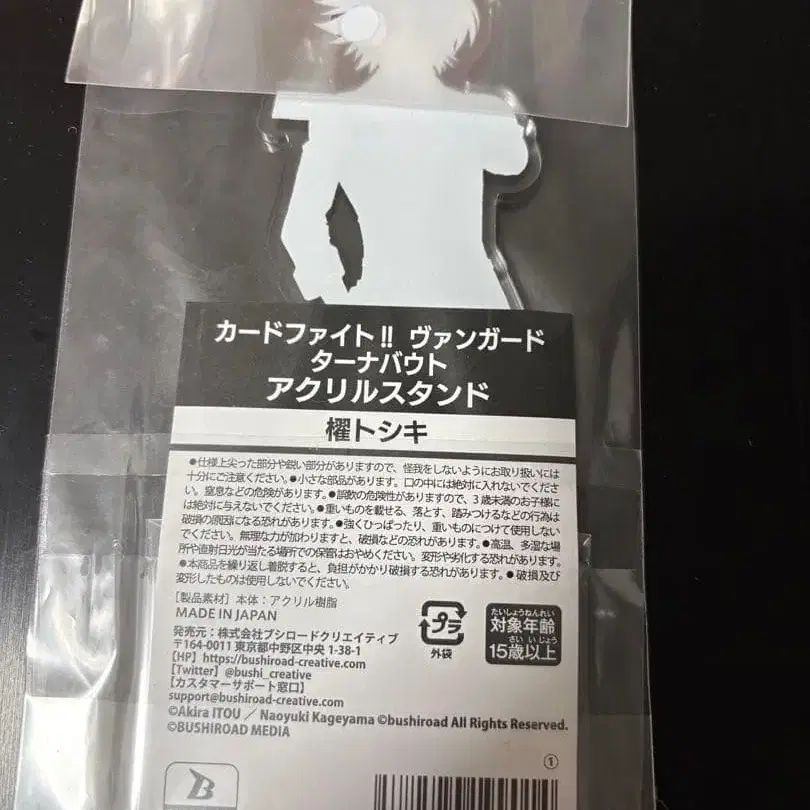 カードファイト!! ヴァンガード
ターナバウト
アクリルスタンド
櫂トシキ
●仕様上尖った部分や鋭い部分がありますので、怪我をしないようにお取り扱いには
十分にご注意ください。●小さな部品があります。口の中には絶対に入れないでくださ
い。窒息などの危険があります。●誤飲の危険性がありますので、3歳未満のお子様に
は絶対に与えないでください。●重いものを載せる、落とす、踏みつけるなどの行為は
破損の原因になる恐れがあります。●強くひっぱったり、重いものにつけて使用しない
でください。無理な力が加わりますと、破損などの恐れがあります。●高温、多湿な場
所や直射日光が当たる場所での保管はおやめください。変形や劣化する恐れがあります。
●本商品を繰り返し着脱すると、負担がかかり破損する恐れがあります。●破損及び
変形したものは使用しないでください。
［製品素材］本体：アクリル樹脂
MADE IN JAPAN
発売元：株式会社ブシロードクリエイティブ
〒164-0011 東京都中野区中央 1-38-1
【HP】https://bushiroad-creative.com
【Twitter】@bushi_creative
【カスタマーサポート窓口】
support@bushiroad-creative.com
プラ
外袋
たいしょうねんれい
対象年齢
さい いじょう
15歳以上
©Akira ITOU ／ Naoyuki Kageyama ©bushiroad All Rights Reserved.
©BUSHIROAD MEDIA
①
B